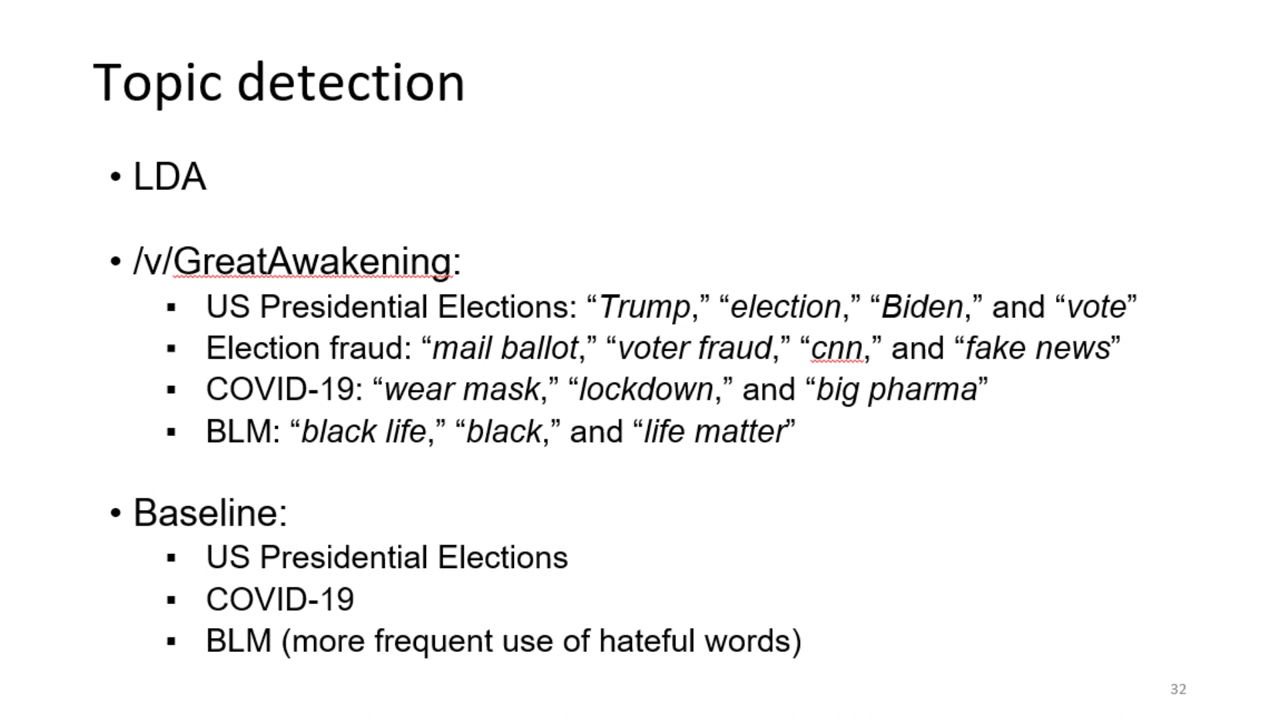 Topic detection
• LDA
• /v/GreatAwakening:
▪ US Presidential Elections: “Trump,” “election,” “Biden,” and “vote”
▪ Election fraud: “mail ballot,” “voter fraud,” “cnn,” and “fake news”
▪ COVID-19: “wear mask,” “lockdown,” and “big pharma”
▪ BLM: “black life,” “black,” and “life matter”
• Baseline:
▪ US Presidential Elections
▪ COVID-19
▪ BLM (more frequent use of hateful words)
32